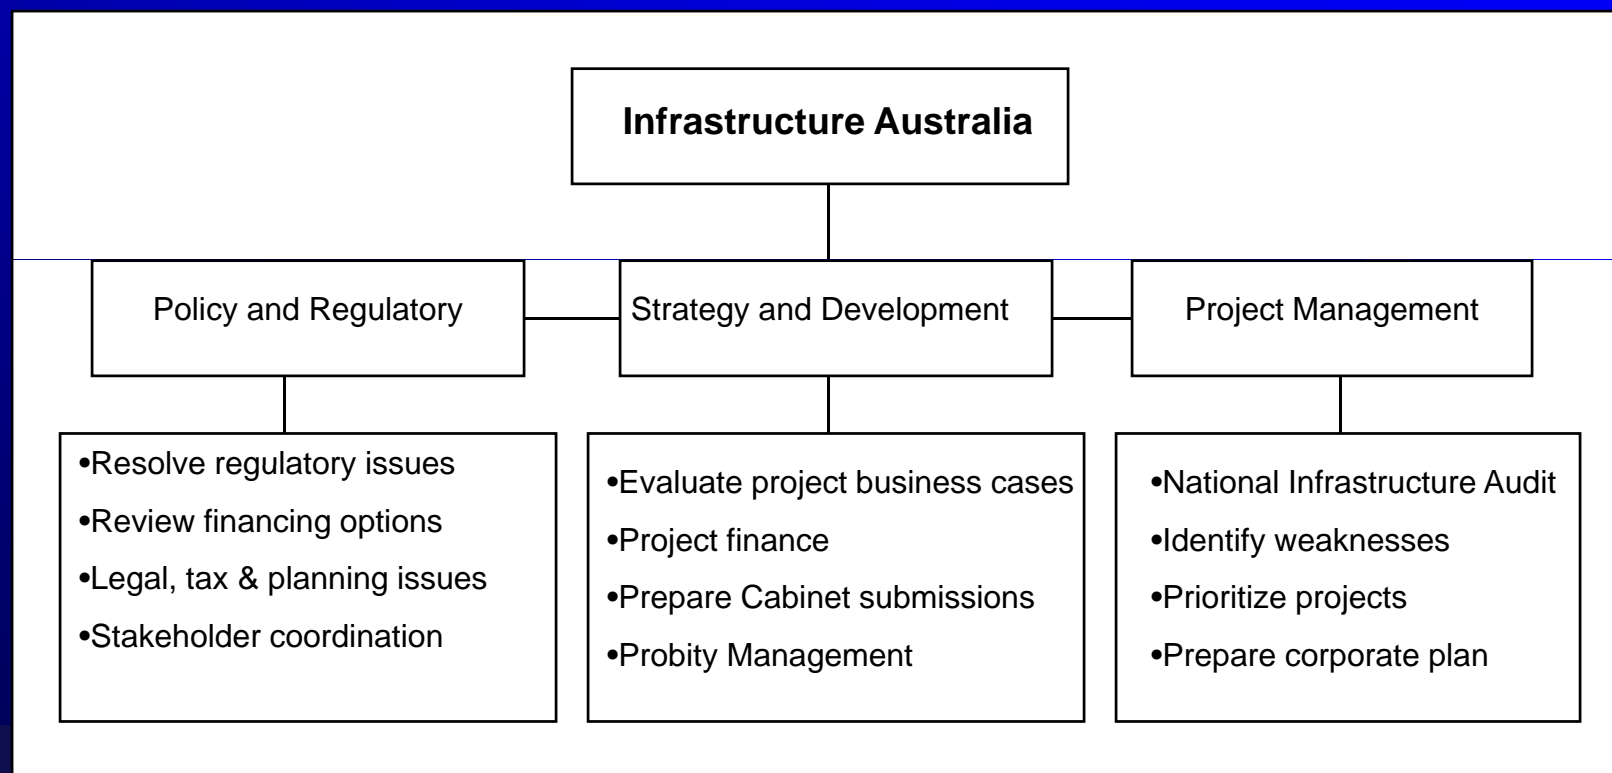 Infrastructure Australia
Policy and Regulatory
Strategy and Development
Project Management
•Resolve regulatory issues
•Review financing options
•Legal, tax & planning issues
•Stakeholder coordination
•Evaluate project business cases
•Project finance
•Prepare Cabinet submissions
•Probity Management
•National Infrastructure Audit
•Identify weaknesses
•Prioritize projects
•Prepare corporate plan